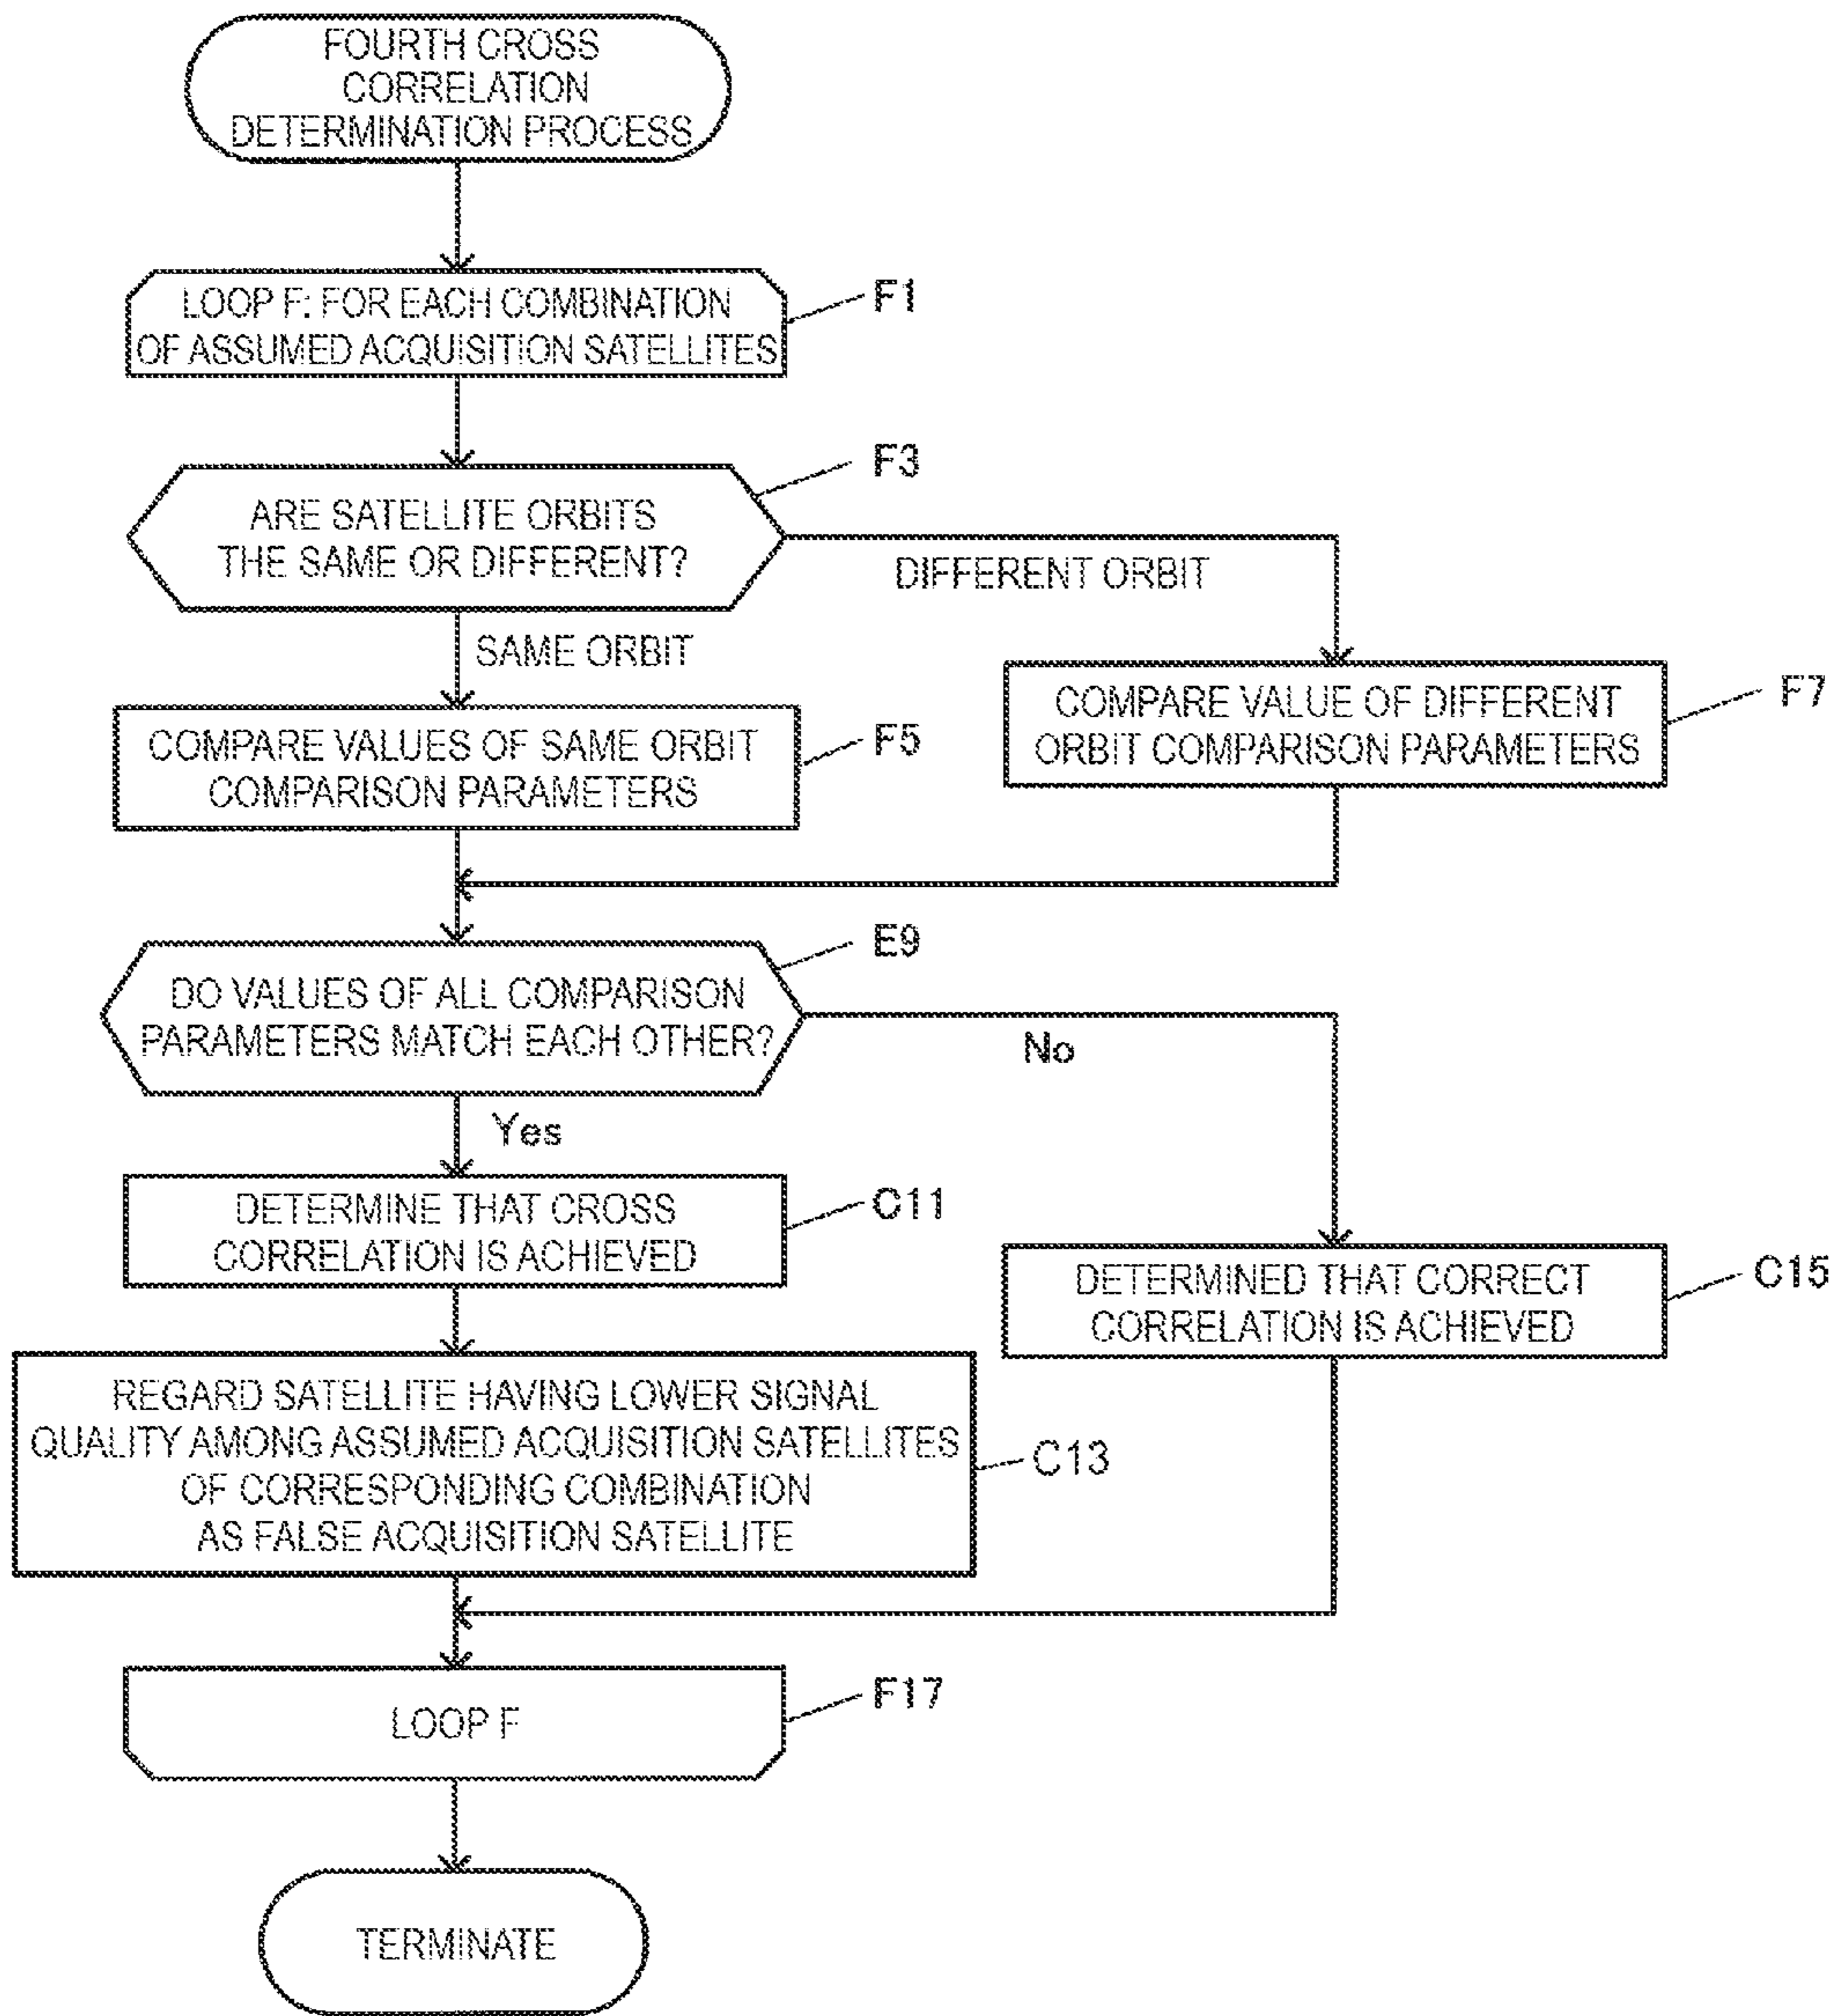 FOURTH CROSS
CORRELATION
DETERMINATION PROCESS
LOOP F: FOR EACH COMBINATION
OF ASSUMED ACQUISITION SATELLITES
F1
ARE SATELLITE ORBITS
THE SAME OR DIFFERENT?
F3
DIFFERENT ORBIT
SAME ORBIT
COMPARE VALUES OF SAME ORBIT
COMPARISON PARAMETERS
F5
COMPARE VALUE OF DIFFERENT
ORBIT COMPARISON PARAMETERS
F7
DO VALUES OF ALL COMPARISON
PARAMETERS MATCH EACH OTHER?
E9
No
Yes
DETERMINE THAT CROSS
CORRELATION IS ACHIEVED
C11
DETERMINED THAT CORRECT
CORRELATION IS ACHIEVED
C15
REGARD SATELLITE HAVING LOWER SIGNAL
QUALITY AMONG ASSUMED ACQUISITION SATELLITES
OF CORRESPONDING COMBINATION
AS FALSE ACQUISITION SATELLITE
C13
LOOP F
F17
TERMINATE